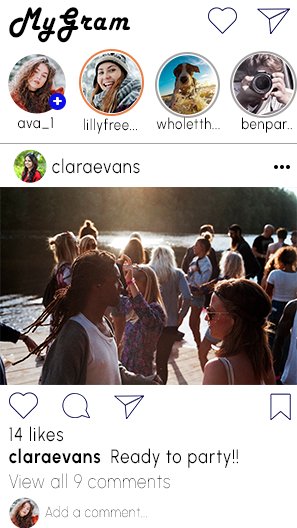 MyGram
ava_1 lillyfree... wholetth... benpar..
claraevans
14 likes
claraevans Ready to party!!
View all 9 comments
Add a comment...